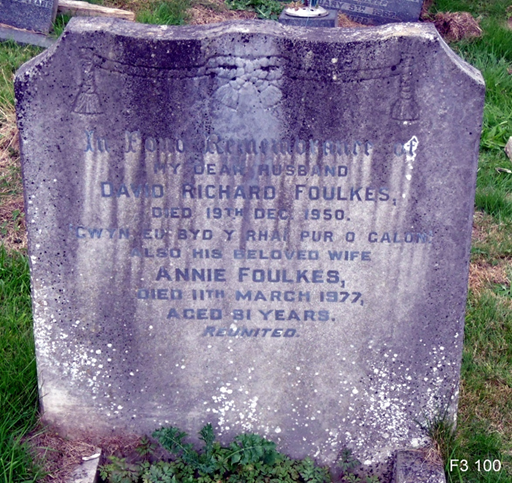 In Fond Remembrance of
MY DEAR HUSBAND
DAVID RICHARD FOULKES,
DIED 19TH DEC. 1950.
"GWYN EU BYD Y RHAI PUR O GALON"
ALSO HIS BELOVED WIFE
ANNIE FOULKES,
DIED 11TH MARCH 1977,
AGED 81 YEARS.
REUNITED.
F3 100